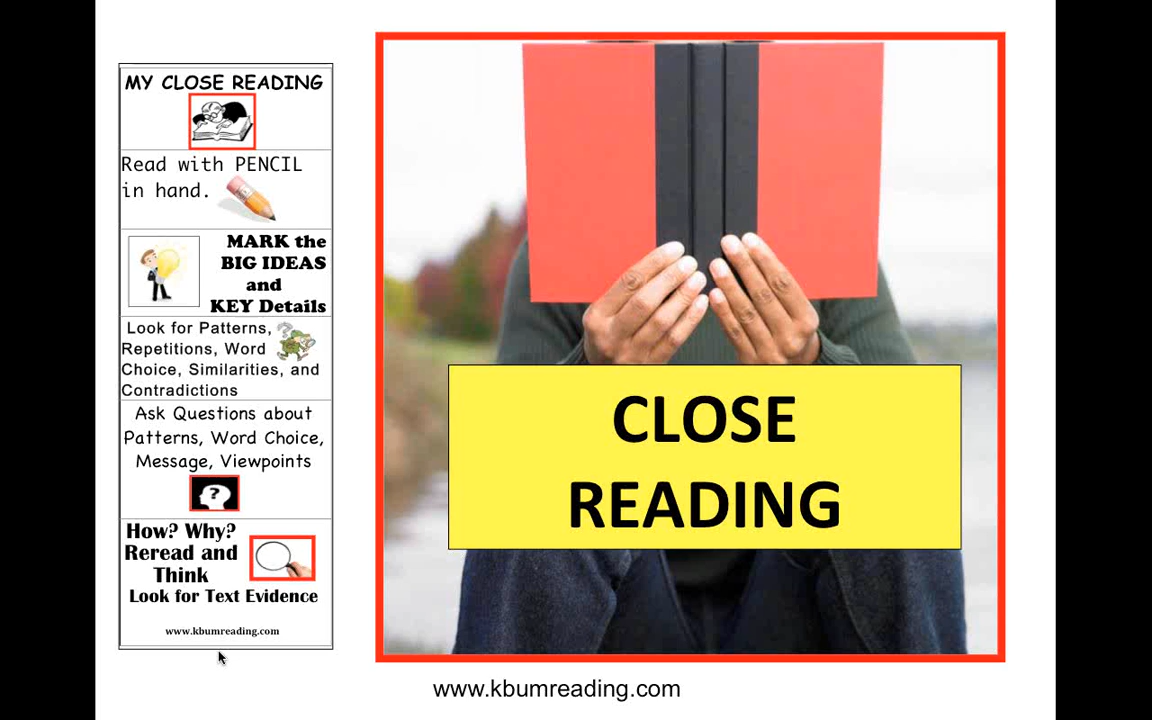 MY CLOSE READING
Read with PENCIL
in hand.
MARK the
BIG IDEAS
and
KEY Details
Look for Patterns,
Repetitions, Word
Choice, Similarities, and
Contradictions
Ask Questions about
Patterns, Word Choice,
Message, Viewpoints
?
How? Why?
Reread and
Think
Look for Text Evidence
www.kbumreading.com
CLOSE
READING
www.kbumreading.com